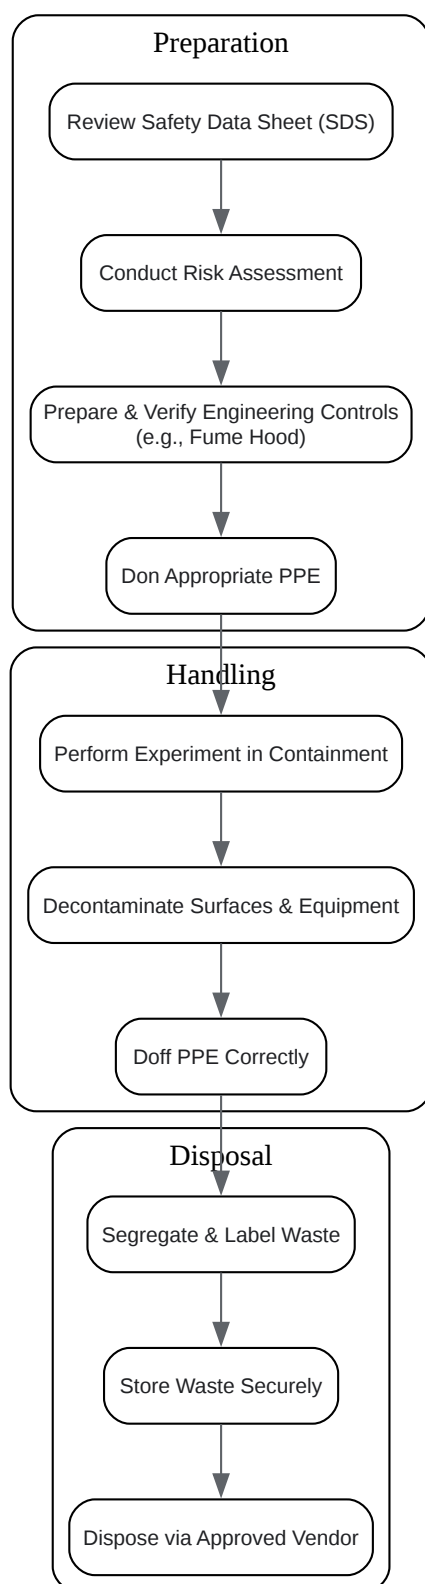 Preparation
Review Safety Data Sheet (SDS)
Conduct Risk Assessment
Prepare & Verify Engineering Controls
(e.g., Fume Hood)
Don Appropriate PPE
Handling
Perform Experiment in Containment
Decontaminate Surfaces & Equipment
Doff PPE Correctly
Disposal
Segregate & Label Waste
Store Waste Securely
Dispose via Approved Vendor